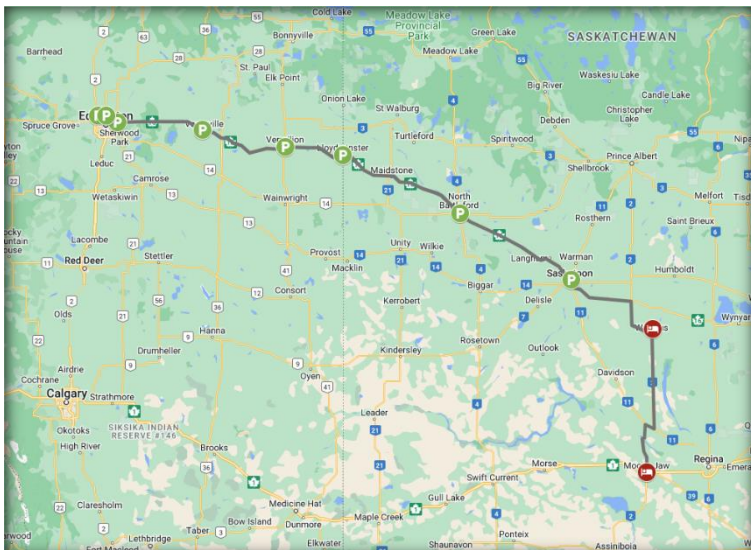 Cold Lake
Meadow Lake
Provincial
Park
Green Lake
SASKATCHEWAN
Bonnyville
Barrhead
St. Paul
Meadow Lake
Waskesiu Lake
Elk Point
Big River
Candle Lake
Onion Lake
St Walburg
Debden
Christopher
Lake
Spruce Grove
Sherwood
Park
Turtleford
Spiritwood
Leduc
Prince Albert
Maidstone
Shellbrook
Camrose
Wetaskiwin
Wainwright
North
Melfort
Rosthern
Saint Brieux
Lacombe
Unity
Wilkie
Stettler
Provost
Langham
Warman
Red Deer
Macklin
Humboldt
Biggar
Consort
Delisle
Kerrobert
Olds
Hanna
Rosetown
Outlook
Drumheller
Kindersley
Davidson
Airdrie
Oyen
Cochrane
Calgary
Strathmore
Leader
Okotoks
SIKSIKA INDIAN
RESERVE #146
High River
Brooks
Regina
Morse
Swift Current
Gull Lake
Claresholm
Medicine Hat
Bow Island
Dunmore
Maple Creek
Taber
Ponteix
Lethbridge
Elkwater
Shaunavon
Assiniboia
Fort Macleod